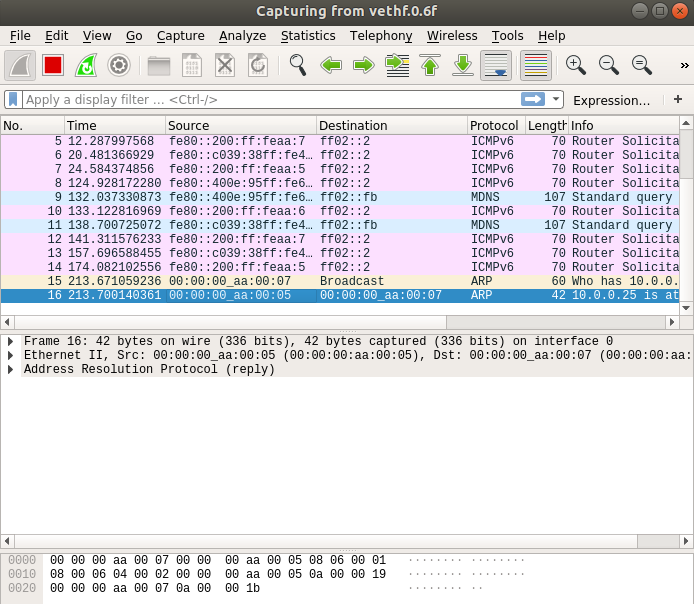 Capturing from vethf.0.6f
File Edit View Go Capture Analyze Statistics Telephony Wireless Tools Help
»
Apply a display filter ... <Ctrl-/> Expression... +
No. Time Source Destination Protocol Length Info
5 12.287997568 fe80::200:ff:feaa:7 ff02::2 ICMPv6 70 Router Solicita
6 20.481366929 fe80::c039:38ff:fe4… ff02::2 ICMPv6 70 Router Solicita
7 24.584374856 fe80::200:ff:feaa:5 ff02::2 ICMPv6 70 Router Solicita
8 124.928172280 fe80::400e:95ff:fe6… ff02::2 ICMPv6 70 Router Solicita
9 132.037330873 fe80::400e:95ff:fe6… ff02::fb MDNS 107 Standard query
10 133.122816969 fe80::200:ff:feaa:6 ff02::2 ICMPv6 70 Router Solicita
11 138.700725072 fe80::c039:38ff:fe4… ff02::fb MDNS 107 Standard query
12 141.311576233 fe80::200:ff:feaa:7 ff02::2 ICMPv6 70 Router Solicita
13 157.696588455 fe80::c039:38ff:fe4… ff02::2 ICMPv6 70 Router Solicita
14 174.082102556 fe80::200:ff:feaa:5 ff02::2 ICMPv6 70 Router Solicita
15 213.671059236 00:00:00_aa:00:07 Broadcast ARP 60 Who has 10.0.0.
16 213.700140361 00:00:00_aa:00:05 00:00:00_aa:00:07 ARP 42 10.0.0.25 is at
Frame 16: 42 bytes on wire (336 bits), 42 bytes captured (336 bits) on interface 0
Ethernet II, Src: 00:00:00_aa:00:05 (00:00:00:aa:00:05), Dst: 00:00:00_aa:00:07 (00:00:00:aa:
Address Resolution Protocol (reply)
0000 00 00 00 aa 00 07 00 00 00 aa 00 05 08 06 00 01 ········ ········
0010 08 00 06 04 00 02 00 00 00 aa 00 05 0a 00 00 19 ········ ········
0020 00 00 00 aa 00 07 0a 00 00 1b ········ ··